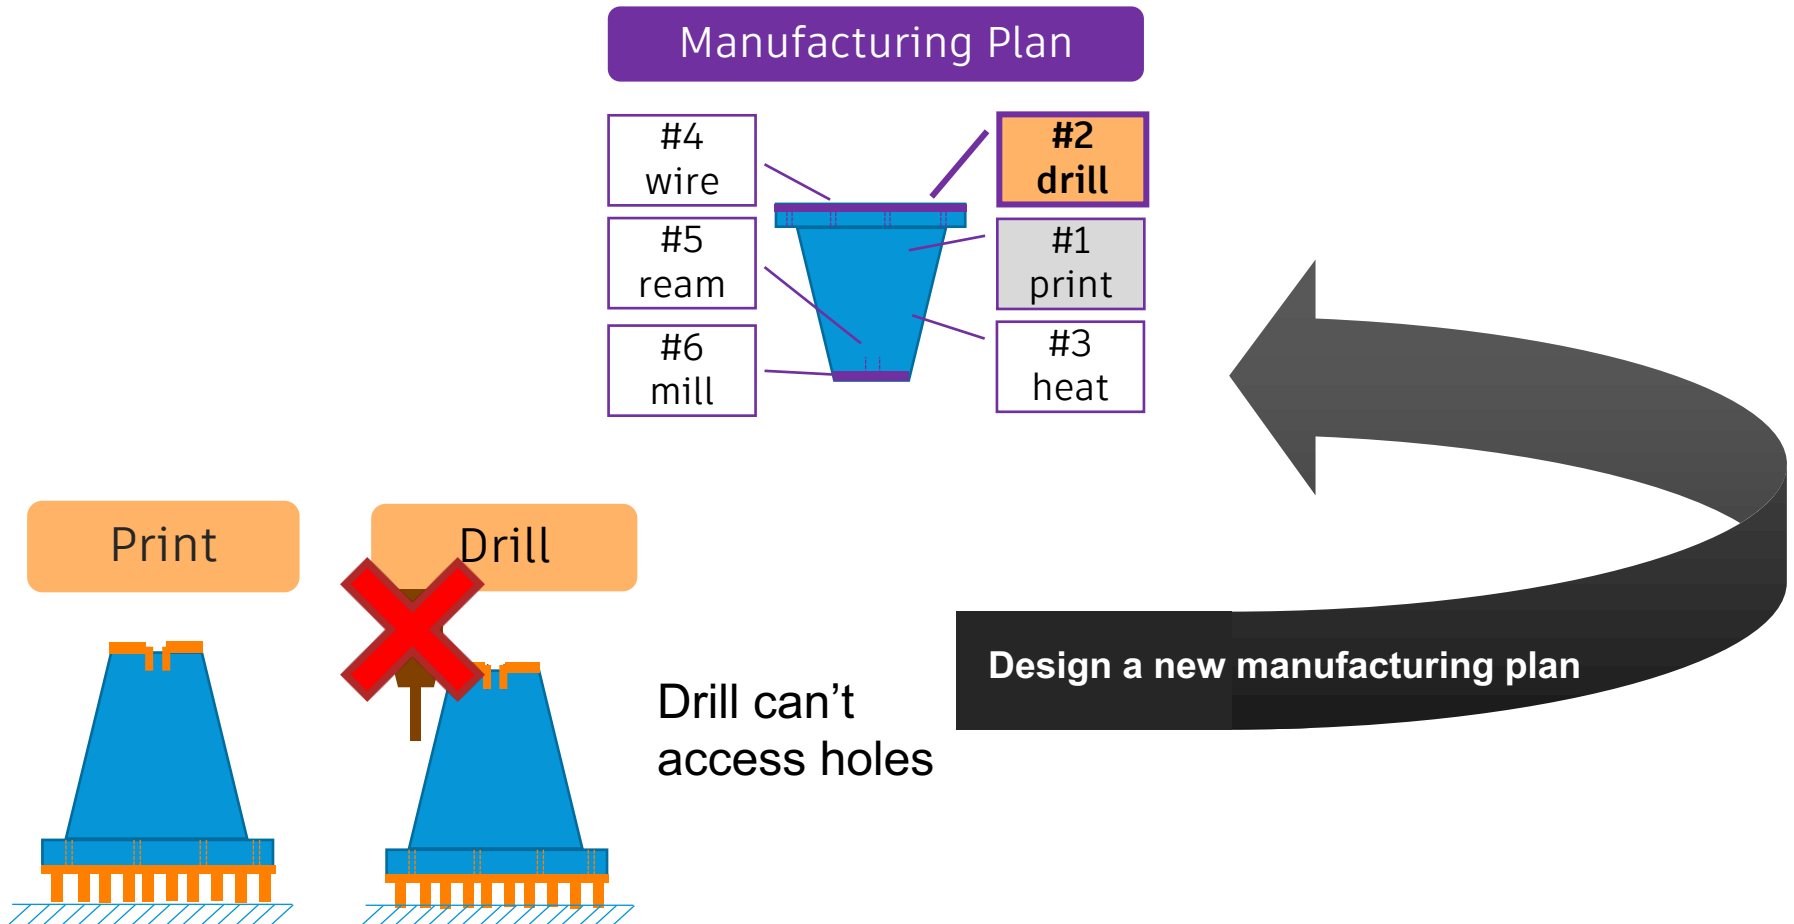 Manufacturing Plan
#4
wire
#2
drill
#5
ream
#1
print
#6
mill
#3
heat
Print
Drill
Drill can’t
access holes
Design a new manufacturing plan